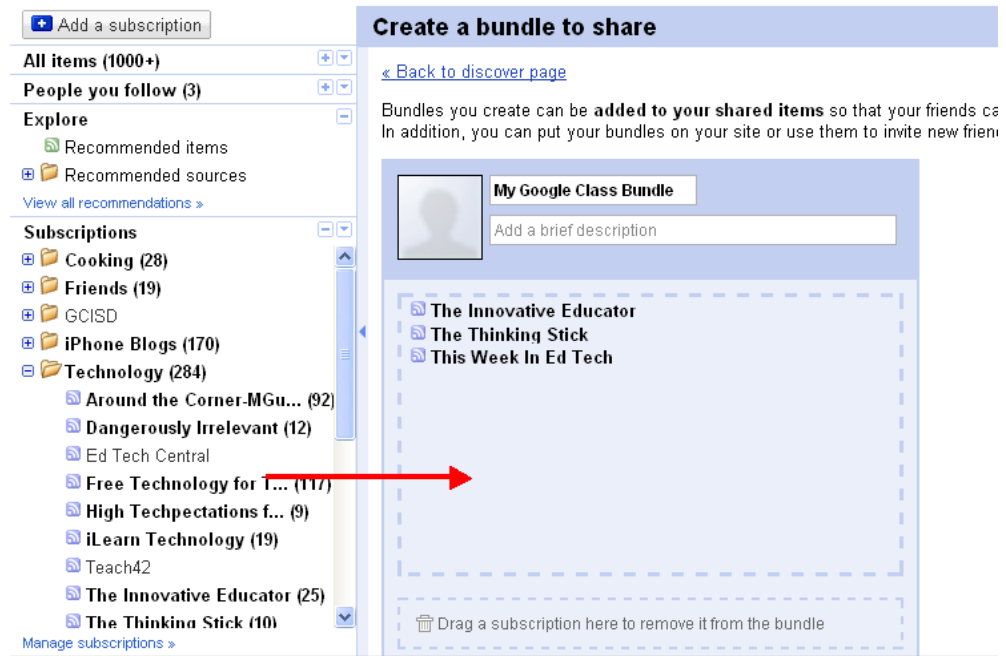 Add a subscription
All items (1000+)
People you follow (3)
Explore
Recommended items
Recommended sources
View all recommendations »
Subscriptions
Cooking (28)
Friends (19)
GCISD
iPhone Blogs (170)
Technology (284)
Around the Corner-MGu... (92)
Dangerously Irrelevant (12)
Ed Tech Central
Free Technology for T... (117)
High Techpectations f... (9)
iLearn Technology (19)
Teach42
The Innovative Educator (25)
The Thinking Stick (10)
Manage subscriptions »
Create a bundle to share
« Back to discover page
Bundles you create can be added to your shared items so that your friends
In addition, you can put your bundles on your site or use them to invite new
My Google Class Bundle
Add a brief description
The Innovative Educator
The Thinking Stick
This Week In Ed Tech
Drag a subscription here to remove it from the bundle